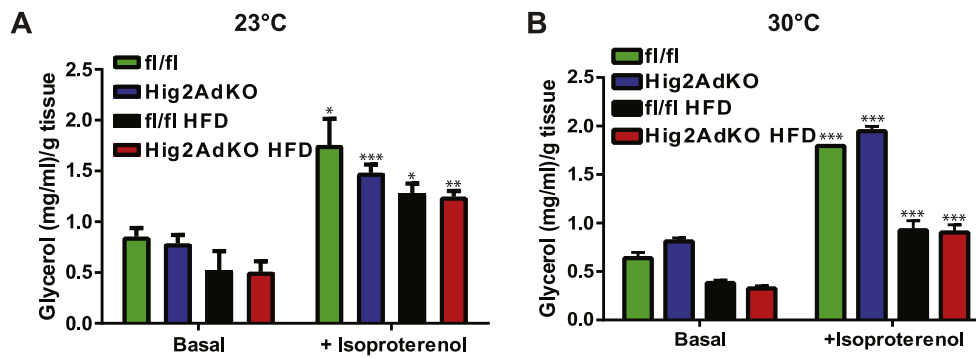 A
23°C
fl/fl
Hig2AdKO
fl/fl HFD
Hig2AdKO HFD
Glycerol (mg/ml)/g tissue
2.5
2.0
1.5
1.0
0.5
0.0
*
***
*
**
Basal
+ Isoproterenol
B
30°C
fl/fl
Hig2AdKO
fl/fl HFD
Hig2AdKO HFD
Glycerol (mg/ml)/g tissue
2.5
2.0
1.5
1.0
0.5
0.0
***
***
***
***
Basal
+Isoproterenol